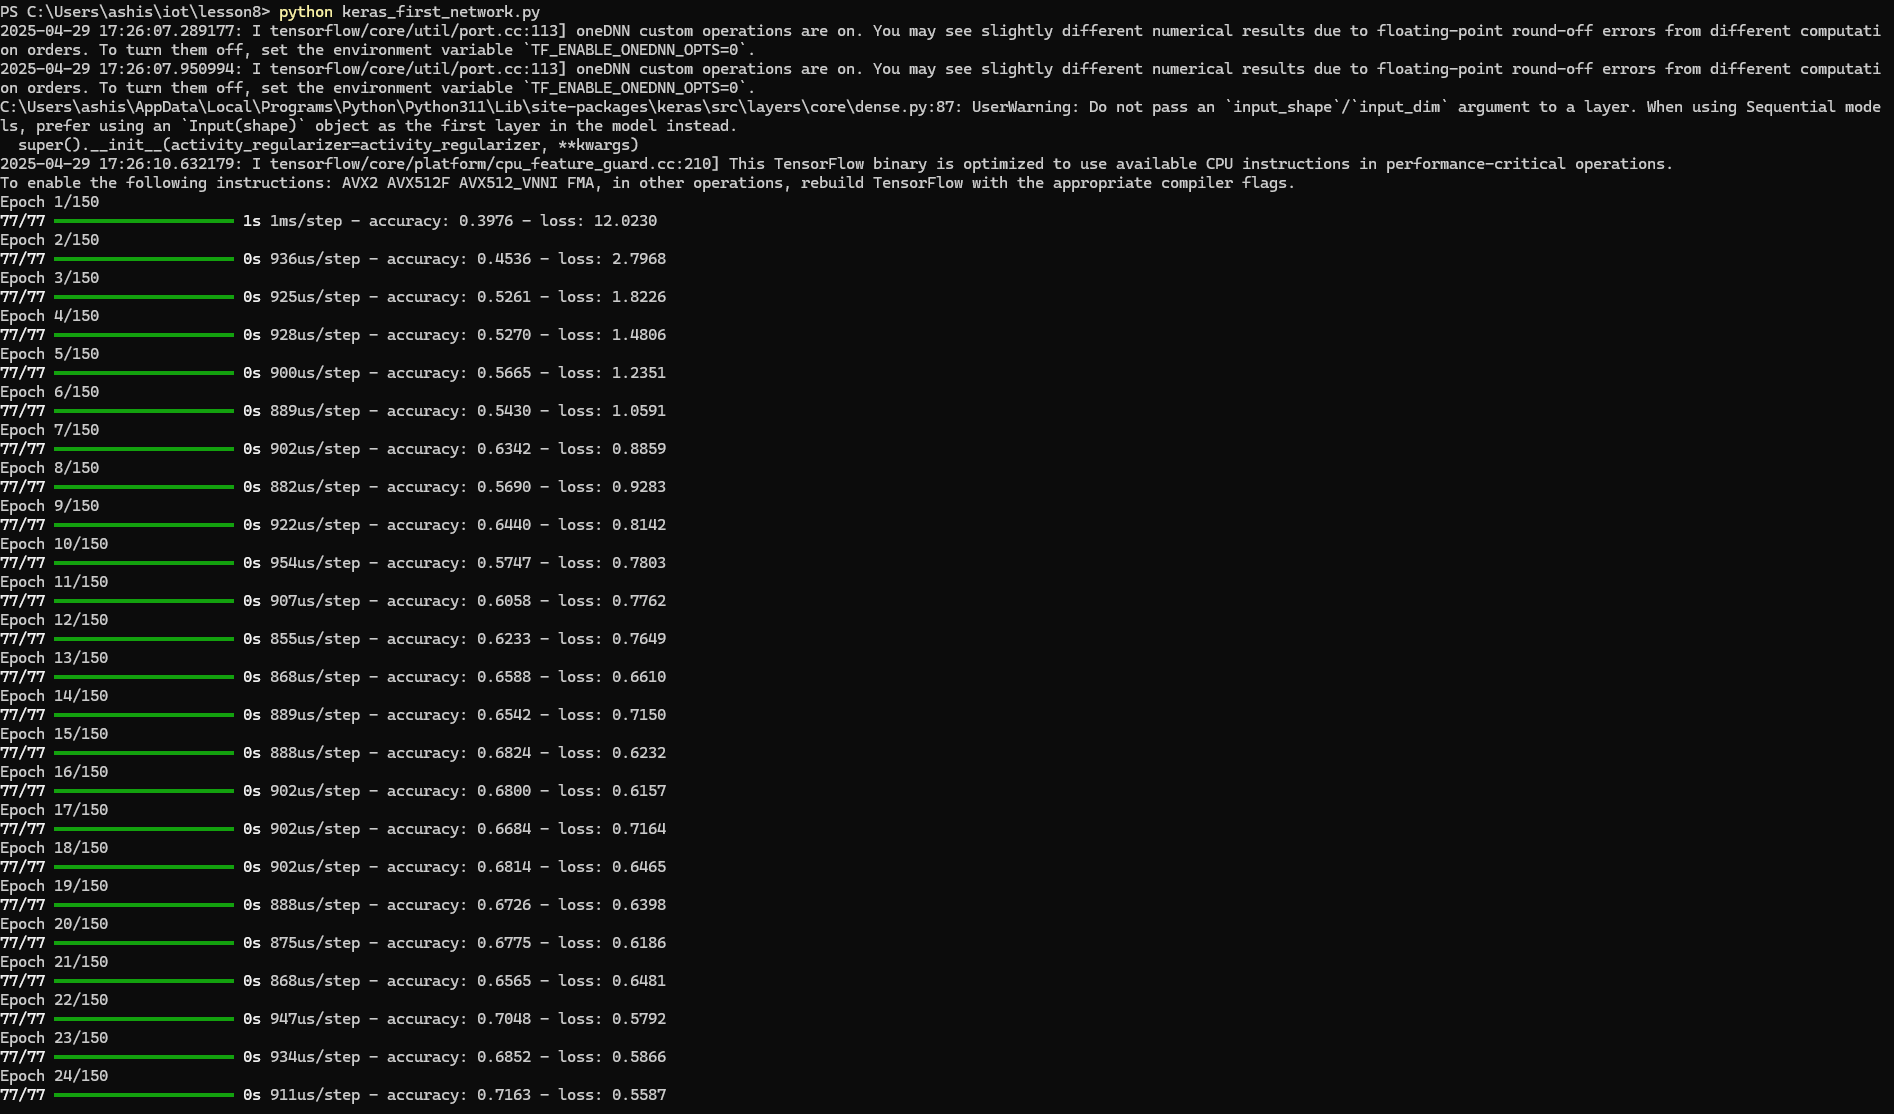 PS C:\Users\ashis\iot\lesson8> python keras_first_network.py
2025-04-29 17:26:07.289177: I tensorflow/core/util/port.cc:113] oneDNN custom operations are on. You may see slightly different numerical results due to floating-point round-off errors from different computati
on orders. To turn them off, set the environment variable `TF_ENABLE_ONEDNN_OPTS=0`.
2025-04-29 17:26:07.950994: I tensorflow/core/util/port.cc:113] oneDNN custom operations are on. You may see slightly different numerical results due to floating-point round-off errors from different computati
on orders. To turn them off, set the environment variable `TF_ENABLE_ONEDNN_OPTS=0`.
C:\Users\ashis\AppData\Local\Programs\Python\Python311\Lib\site-packages\keras\src\layers\core\dense.py:87: UserWarning: Do not pass an `input_shape`/`input_dim` argument to a layer. When using Sequential mode
ls, prefer using an `Input(shape)` object as the first layer in the model instead.
  super().__init__(activity_regularizer=activity_regularizer, **kwargs)
2025-04-29 17:26:10.632179: I tensorflow/core/platform/cpu_feature_guard.cc:210] This TensorFlow binary is optimized to use available CPU instructions in performance-critical operations.
To enable the following instructions: AVX2 AVX512F AVX512_VNNI FMA, in other operations, rebuild TensorFlow with the appropriate compiler flags.
Epoch 1/150
77/77 1s 1ms/step - accuracy: 0.3976 - loss: 12.0230
Epoch 2/150
77/77 0s 936us/step - accuracy: 0.4536 - loss: 2.7968
Epoch 3/150
77/77 0s 925us/step - accuracy: 0.5261 - loss: 1.8226
Epoch 4/150
77/77 0s 928us/step - accuracy: 0.5270 - loss: 1.4806
Epoch 5/150
77/77 0s 900us/step - accuracy: 0.5665 - loss: 1.2351
Epoch 6/150
77/77 0s 889us/step - accuracy: 0.5430 - loss: 1.0591
Epoch 7/150
77/77 0s 902us/step - accuracy: 0.6342 - loss: 0.8859
Epoch 8/150
77/77 0s 882us/step - accuracy: 0.5690 - loss: 0.9283
Epoch 9/150
77/77 0s 922us/step - accuracy: 0.6440 - loss: 0.8142
Epoch 10/150
77/77 0s 954us/step - accuracy: 0.5747 - loss: 0.7803
Epoch 11/150
77/77 0s 907us/step - accuracy: 0.6058 - loss: 0.7762
Epoch 12/150
77/77 0s 855us/step - accuracy: 0.6233 - loss: 0.7649
Epoch 13/150
77/77 0s 868us/step - accuracy: 0.6588 - loss: 0.6610
Epoch 14/150
77/77 0s 889us/step - accuracy: 0.6542 - loss: 0.7150
Epoch 15/150
77/77 0s 888us/step - accuracy: 0.6824 - loss: 0.6232
Epoch 16/150
77/77 0s 902us/step - accuracy: 0.6800 - loss: 0.6157
Epoch 17/150
77/77 0s 902us/step - accuracy: 0.6684 - loss: 0.7164
Epoch 18/150
77/77 0s 902us/step - accuracy: 0.6814 - loss: 0.6465
Epoch 19/150
77/77 0s 888us/step - accuracy: 0.6726 - loss: 0.6398
Epoch 20/150
77/77 0s 875us/step - accuracy: 0.6775 - loss: 0.6186
Epoch 21/150
77/77 0s 868us/step - accuracy: 0.6565 - loss: 0.6481
Epoch 22/150
77/77 0s 947us/step - accuracy: 0.7048 - loss: 0.5792
Epoch 23/150
77/77 0s 934us/step - accuracy: 0.6852 - loss: 0.5866
Epoch 24/150
77/77 0s 911us/step - accuracy: 0.7163 - loss: 0.5587